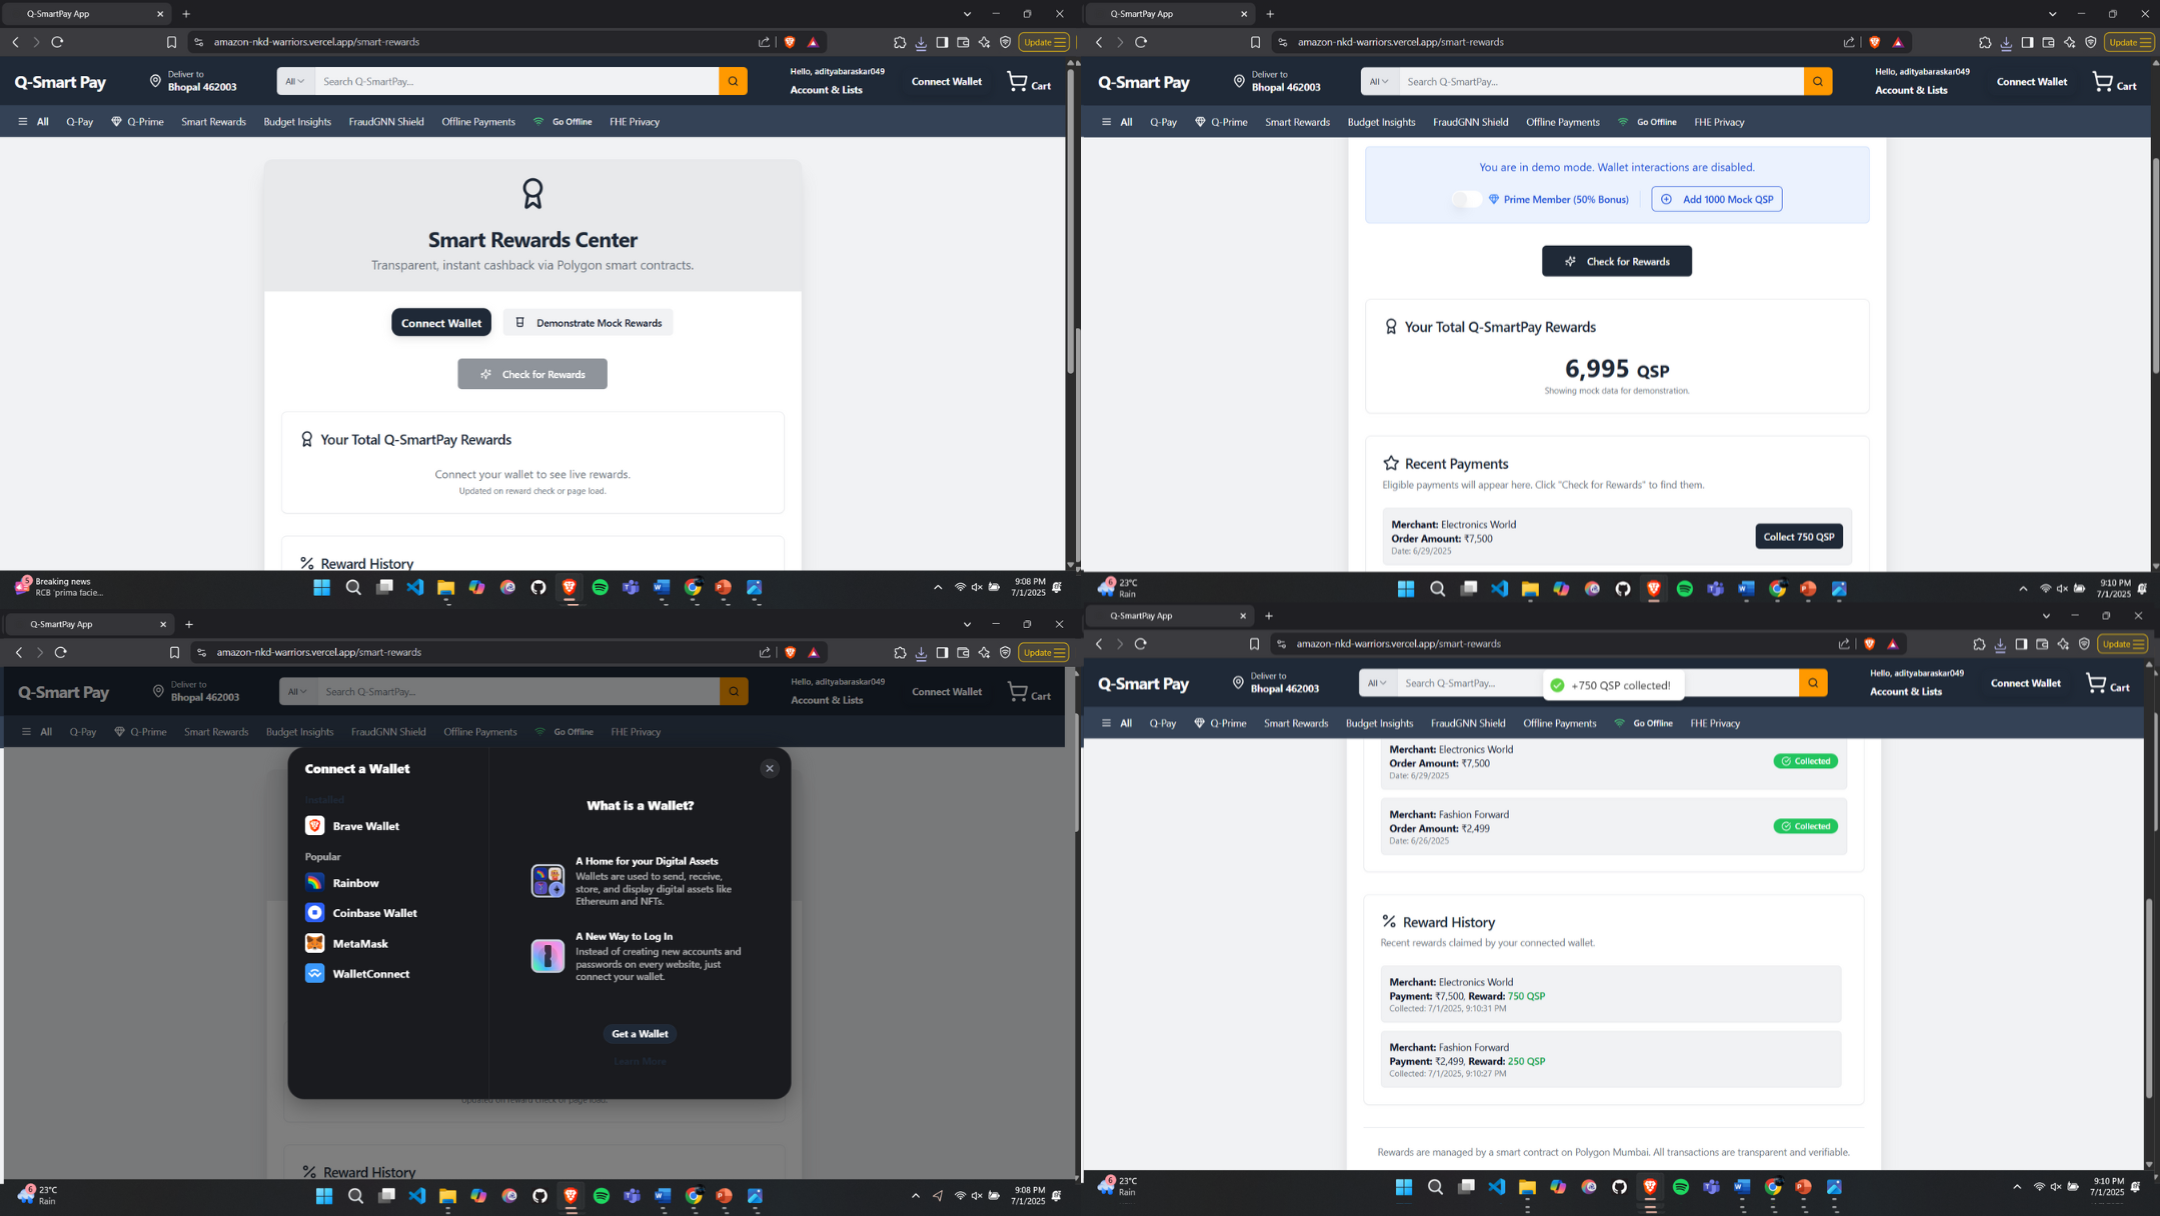 Q-SmartPay App
amazon-nkd-warriors.vercel.app/smart-rewards
Update
Q-Smart Pay
Deliver to
Bhopal 462003
All
Search Q-SmartPay...
Hello, adityabaraskar049
Account & Lists
Connect Wallet
Cart
All Q-Pay Q-Prime Smart Rewards Budget Insights FraudGNN Shield Offline Payments Go Offline FHE Privacy
Smart Rewards Center
Transparent, instant cashback via Polygon smart contracts.
Connect Wallet Demonstrate Mock Rewards
Check for Rewards
Your Total Q-SmartPay Rewards
Connect your wallet to see live rewards.
Updated on reward check or page load.
Reward History
5
Breaking news
RCB 'prima facie...
9:08 PM
7/1/2025
Q-SmartPay App
amazon-nkd-warriors.vercel.app/smart-rewards
Update
Q-Smart Pay
Deliver to
Bhopal 462003
All
Search Q-SmartPay...
Hello, adityabaraskar049
Account & Lists
Connect Wallet
Cart
All Q-Pay Q-Prime Smart Rewards Budget Insights FraudGNN Shield Offline Payments Go Offline FHE Privacy
You are in demo mode. Wallet interactions are disabled.
Prime Member (50% Bonus) Add 1000 Mock QSP
Check for Rewards
Your Total Q-SmartPay Rewards
6,995 QSP
Showing mock data for demonstration.
Recent Payments
Eligible payments will appear here. Click "Check for Rewards" to find them.
Merchant: Electronics World
Order Amount: ₹7,500
Date: 6/29/2025
Collect 750 QSP
6
23°C
Rain
9:10 PM
7/1/2025
Q-SmartPay App
amazon-nkd-warriors.vercel.app/smart-rewards
Update
Q-Smart Pay
Deliver to
Bhopal 462003
All
Search Q-SmartPay...
Hello, adityabaraskar049
Account & Lists
Connect Wallet
Cart
All Q-Pay Q-Prime Smart Rewards Budget Insights FraudGNN Shield Offline Payments Go Offline FHE Privacy
Connect a Wallet
Installed
Brave Wallet
Popular
Rainbow
Coinbase Wallet
MetaMask
WalletConnect
What is a Wallet?
A Home for your Digital Assets
Wallets are used to send, receive,
store, and display digital assets like
Ethereum and NFTs.
A New Way to Log In
Instead of creating new accounts and
passwords on every website, just
connect your wallet.
Get a Wallet
Learn More
Updated on reward check or page load.
Reward History
6
23°C
Rain
9:08 PM
7/1/2025
Q-SmartPay App
amazon-nkd-warriors.vercel.app/smart-rewards
Update
Q-Smart Pay
Deliver to
Bhopal 462003
All
Search Q-SmartPay...
+750 QSP collected!
Hello, adityabaraskar049
Account & Lists
Connect Wallet
Cart
All Q-Pay Q-Prime Smart Rewards Budget Insights FraudGNN Shield Offline Payments Go Offline FHE Privacy
Merchant: Electronics World
Order Amount: ₹7,500
Date: 6/29/2025
Collected
Merchant: Fashion Forward
Order Amount: ₹2,499
Date: 6/26/2025
Collected
Reward History
Recent rewards claimed by your connected wallet.
Merchant: Electronics World
Payment: ₹7,500, Reward: 750 QSP
Collected: 7/1/2025, 9:10:31 PM
Merchant: Fashion Forward
Payment: ₹2,499, Reward: 250 QSP
Collected: 7/1/2025, 9:10:27 PM
Rewards are managed by a smart contract on Polygon Mumbai. All transactions are transparent and verifiable.
6
23°C
Rain
9:10 PM
7/1/2025